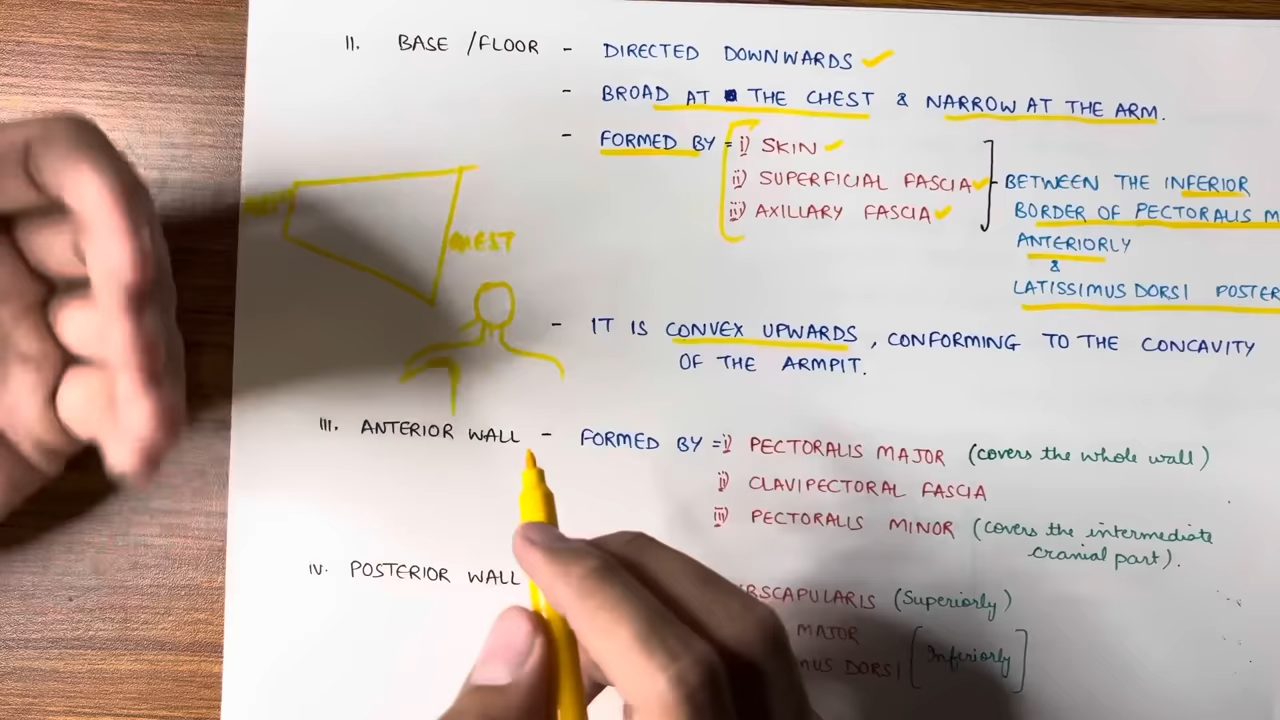 II. BASE /FLOOR - DIRECTED DOWNWARDS
- BROAD AT THE CHEST & NARROW AT THE ARM.
- FORMED BY = i) SKIN
ii) SUPERFICIAL FASCIA
iii) AXILLARY FASCIA
BETWEEN THE INFERIOR
BORDER OF PECTORALIS M
ANTERIORLY
&
LATISSIMUS DORSI POSTER
CHEST
- IT IS CONVEX UPWARDS, CONFORMING TO THE CONCAVITY
OF THE ARMPIT.
III. ANTERIOR WALL - FORMED BY = i) PECTORALIS MAJOR (covers the whole wall)
ii) CLAVIPECTORAL FASCIA
iii) PECTORALIS MINOR (covers the intermediate
cranial part).
IV. POSTERIOR WALL
BSCAPULARIS (Superiorly)
MAJOR
MUS DORSI [Inferiorly]